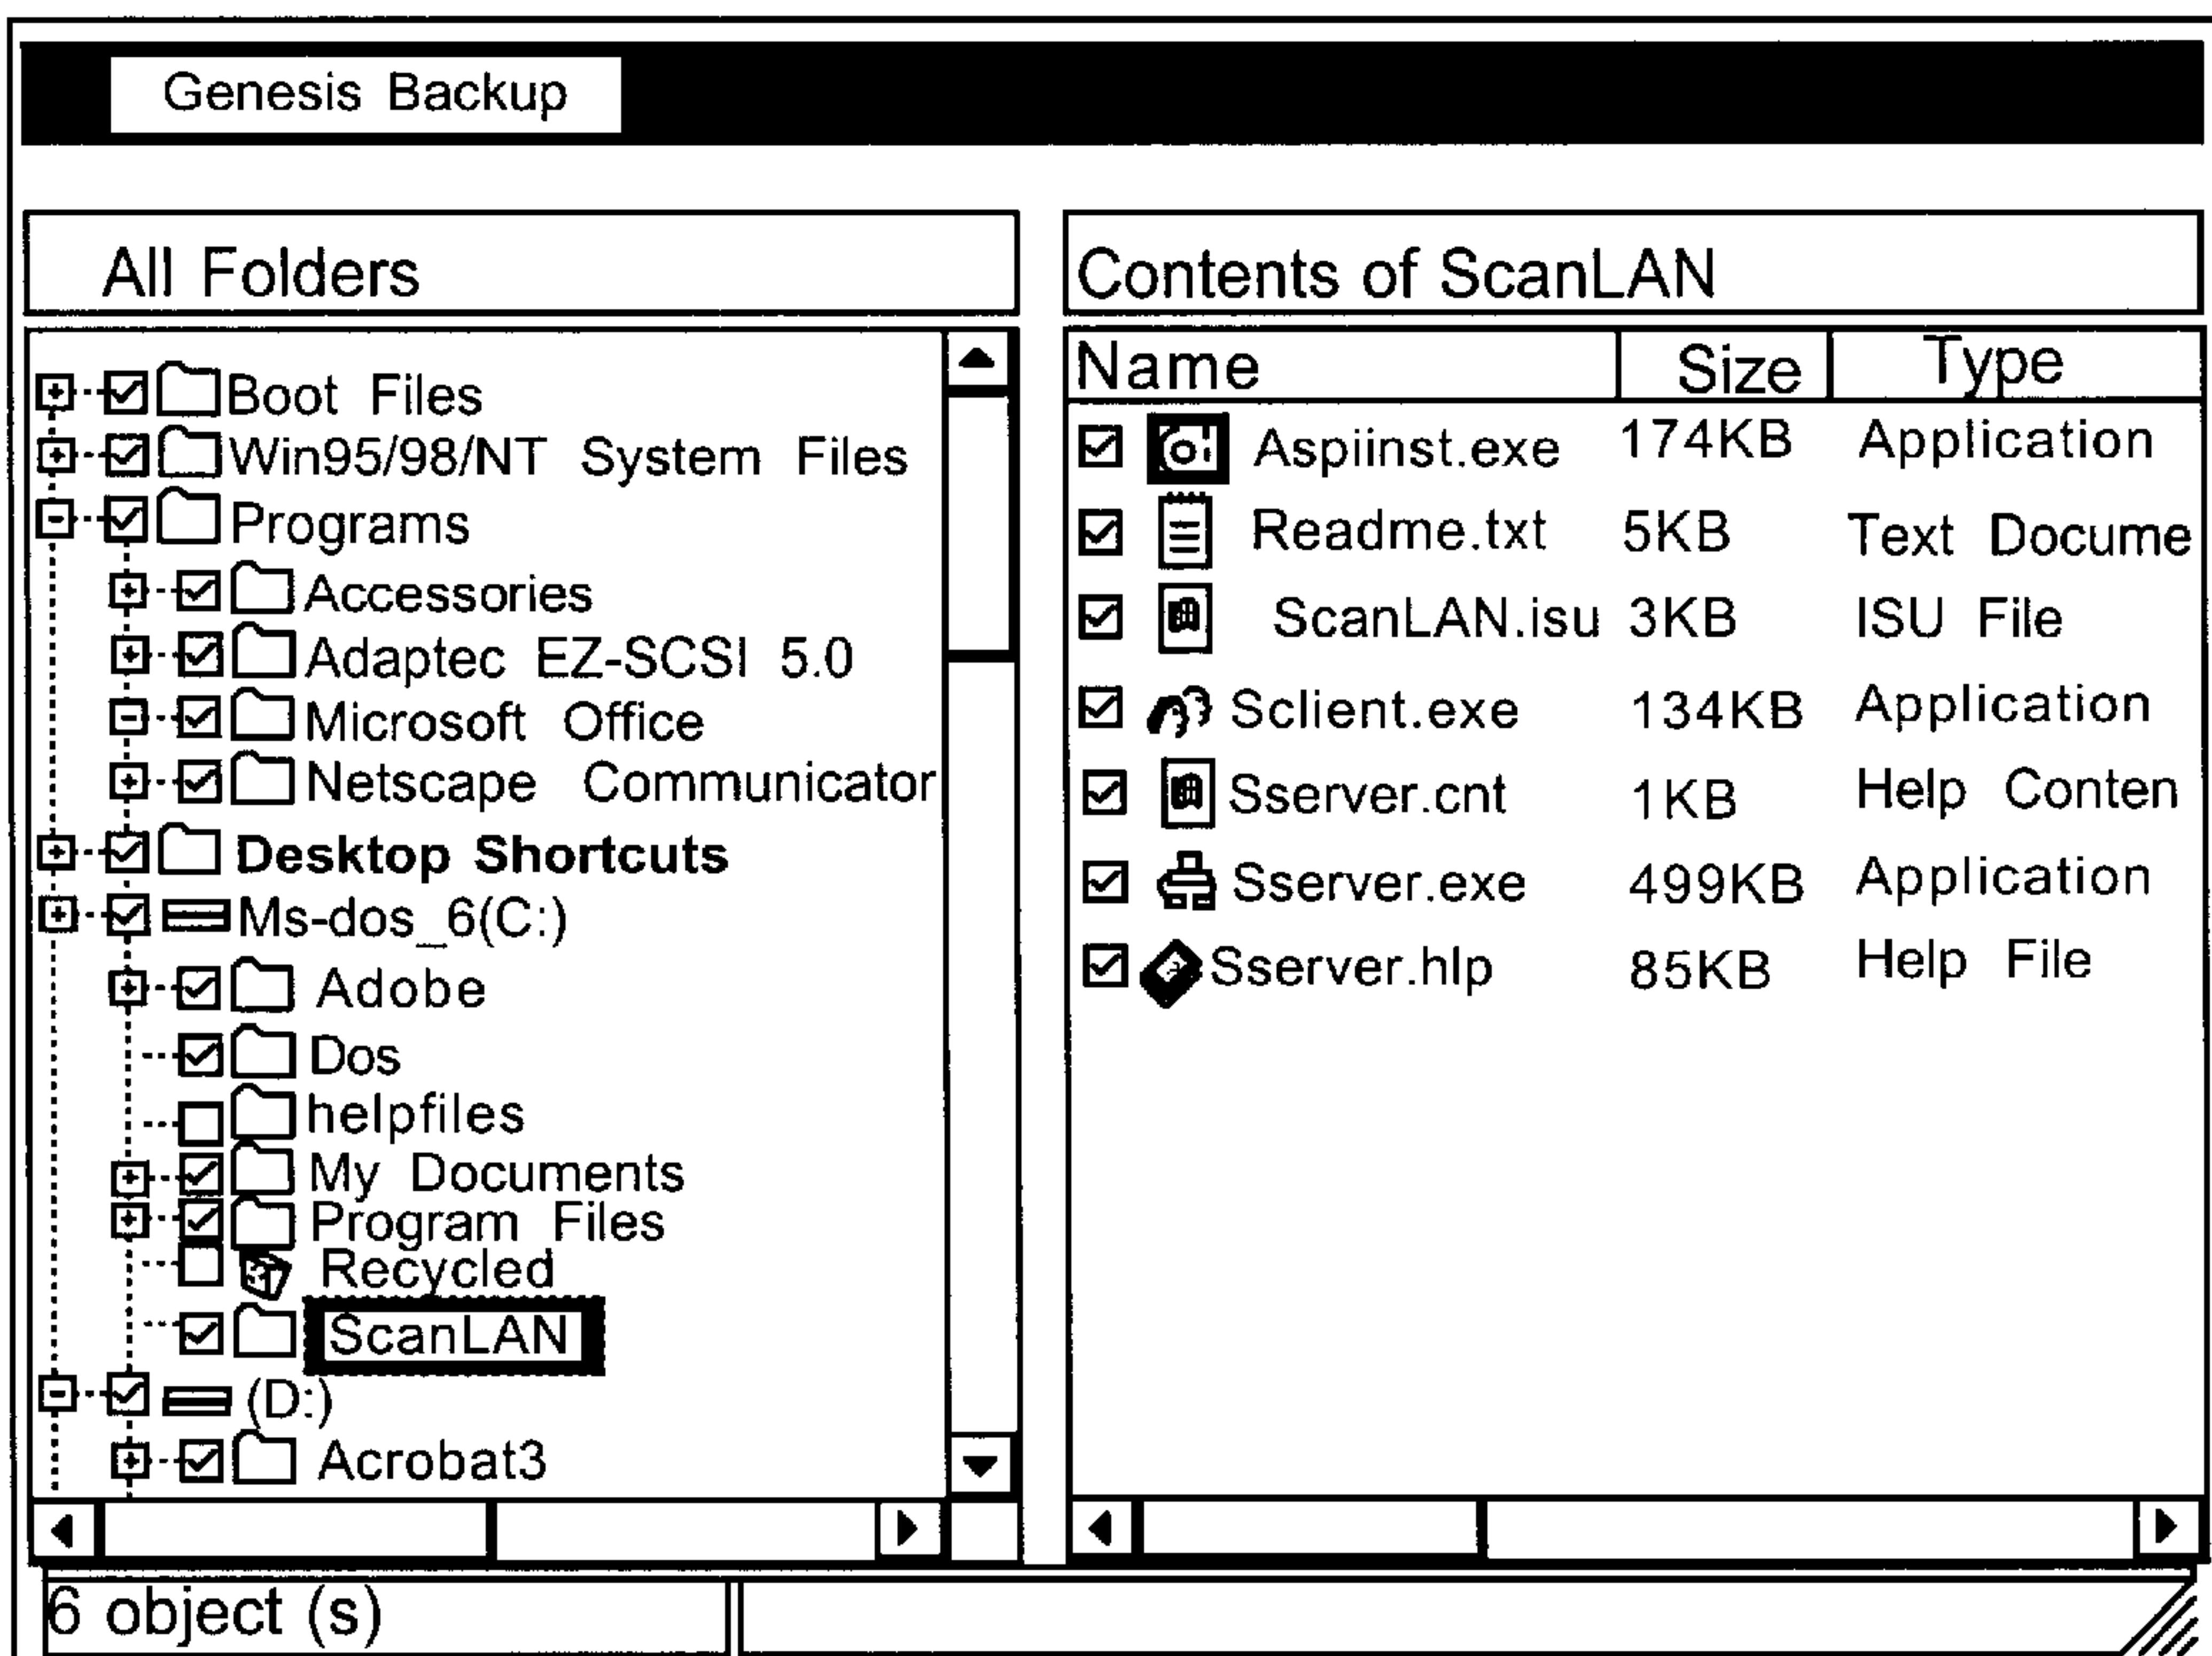 Genesis Backup
All Folders
Boot Files
Win95/98/NT System Files
Programs
Accessories
Adaptec EZ-SCSI 5.0
Microsoft Office
Netscape Communicator
Desktop Shortcuts
Ms-dos_6(C:)
Adobe
Dos
helpfiles
My Documents
Program Files
Recycled
ScanLAN
(D:)
Acrobat3
Contents of ScanLAN
Name Size Type
Aspiinst.exe 174KB Application
Readme.txt 5KB Text Docume
ScanLAN.isu 3KB ISU File
Sclient.exe 134KB Application
Sserver.cnt 1KB Help Conten
Sserver.exe 499KB Application
Sserver.hlp 85KB Help File
6 object (s)